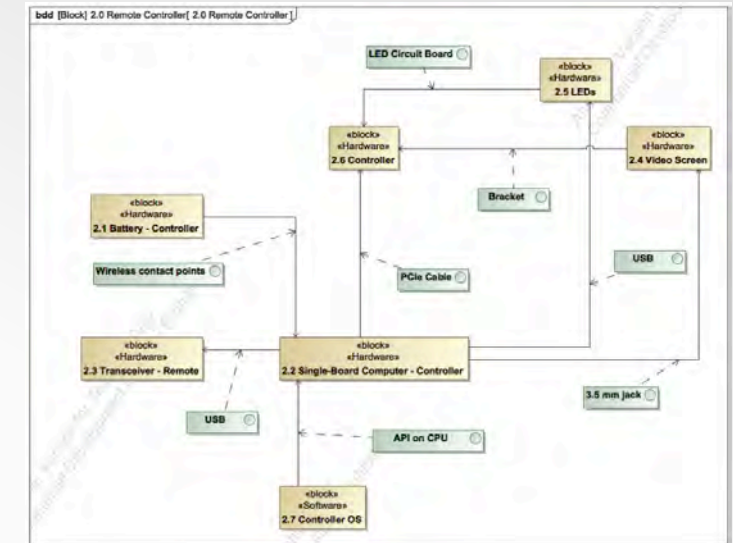 bdd [Block] 2.0 Remote Controller[ 2.0 Remote Controller ]
LED Circuit Board
«block»
«Hardware»
2.5 LEDs
«block»
«Hardware»
2.6 Controller
«block»
«Hardware»
2.4 Video Screen
Bracket
«block»
«Hardware»
2.1 Battery - Controller
Wireless contact points
PCIe Cable
USB
«block»
«Hardware»
2.3 Transceiver - Remote
«block»
«Hardware»
2.2 Single-Board Computer - Controller
3.5 mm jack
USB
API on CPU
«block»
«Software»
2.7 Controller OS